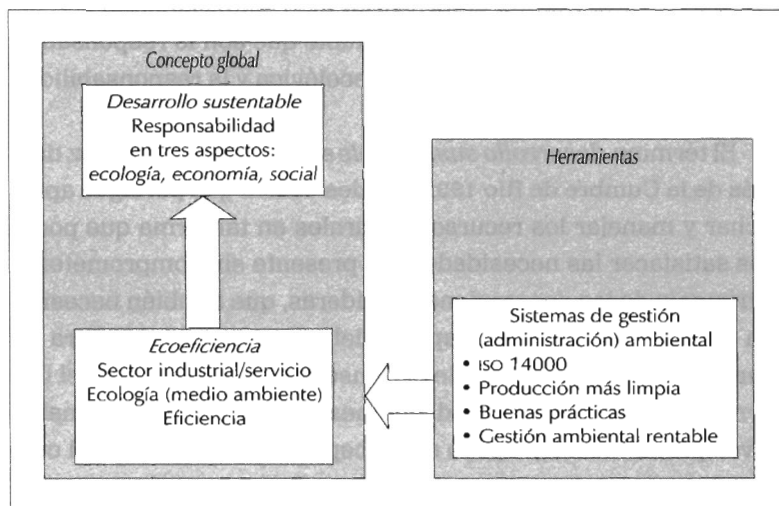 Concepto global
Desarrollo sustentable
Responsabilidad
en tres aspectos:
ecología, economía, social
Ecoeficiencia
Sector industrial/servicio
Ecología (medio ambiente)
Eficiencia
Herramientas
Sistemas de gestión
(administración) ambiental
• ISO 14000
• Producción más limpia
• Buenas prácticas
• Gestión ambiental rentable